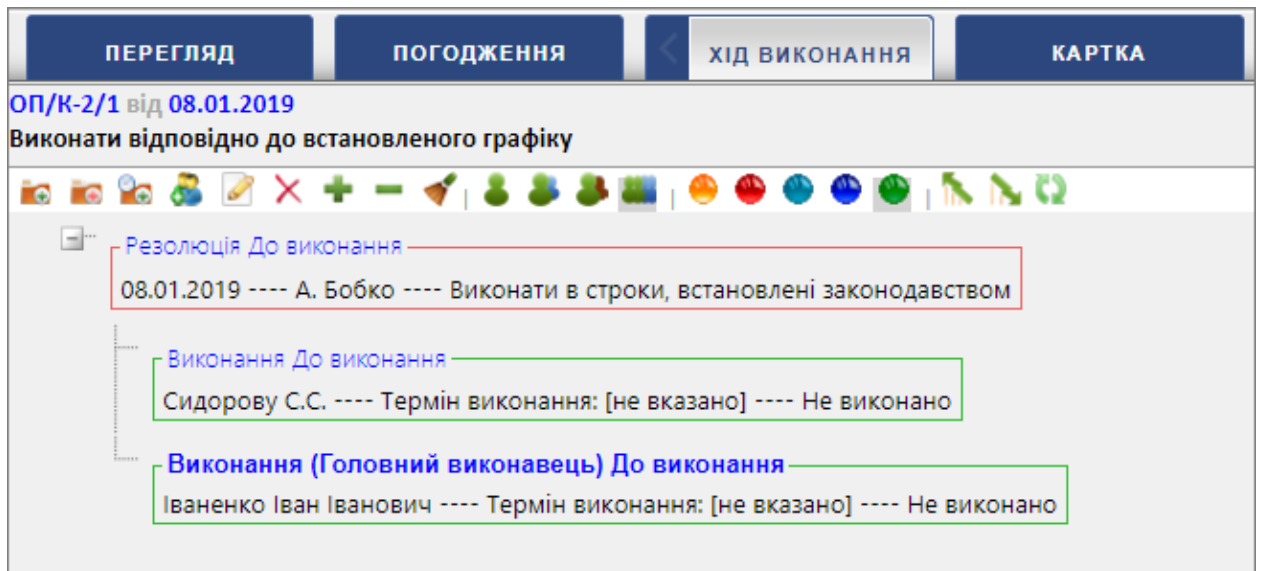 ПЕРЕГЛЯД
ПОГОДЖЕННЯ
ХІД ВИКОНАННЯ
КАРТКА
ОП/К-2/1 від 08.01.2019
Виконати відповідно до встановленого графіку
Резолюція До виконання
08.01.2019 ---- А. Бобко ---- Виконати в строки, встановлені законодавством
Виконання До виконання
Сидорову С.С. ---- Термін виконання: [не вказано] ---- Не виконано
Виконання (Головний виконавець) До виконання
Іваненко Іван Іванович ---- Термін виконання: [не вказано] ---- Не виконано